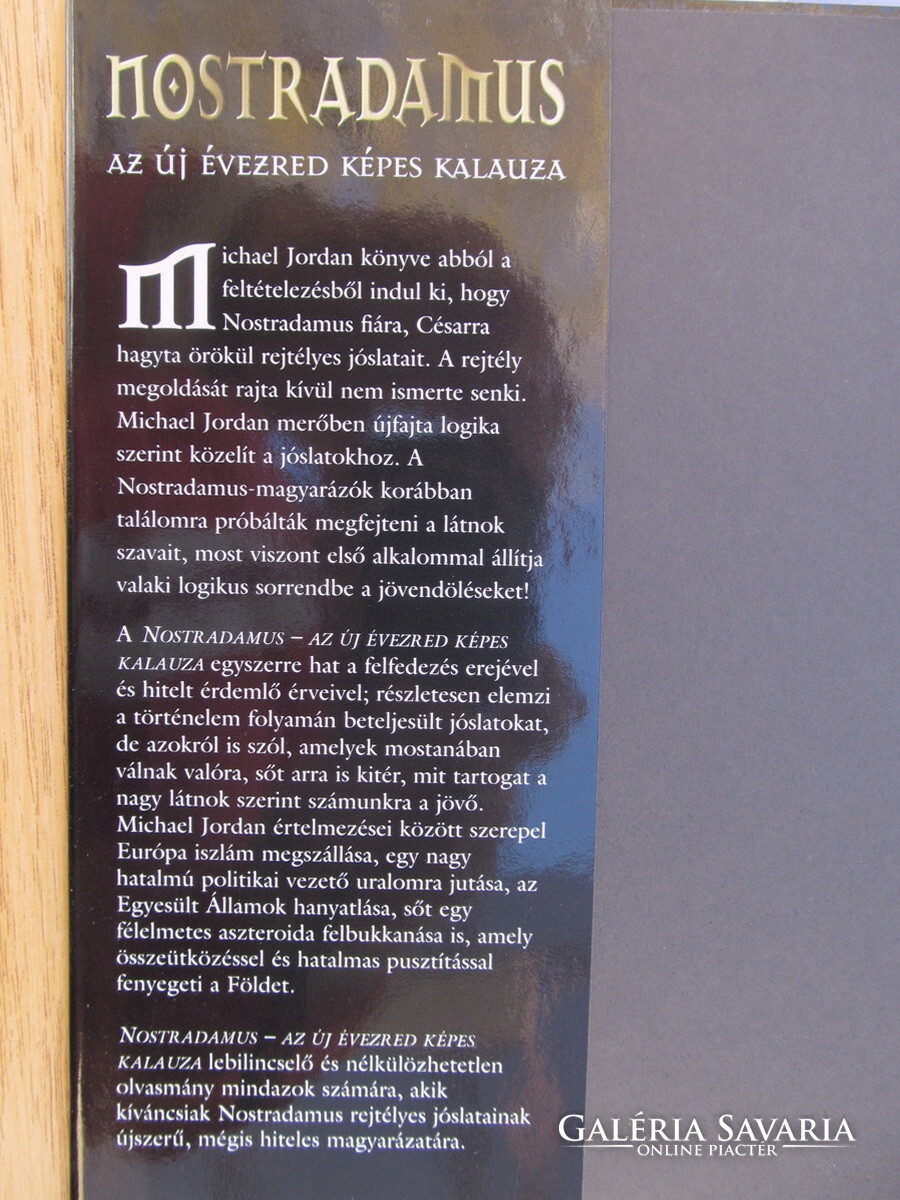 NOSTRADAMUS
AZ ÚJ ÉVEZRED KÉPES KALAUZA
Michael Jordan könyve abból a
feltételezésből indul ki, hogy
Nostradamus fiára, Césarra
hagyta örökül rejtélyes jóslatait. A rejtély
megoldását rajta kívül nem ismerte senki.
Michael Jordan merőben újfajta logika
szerint közelít a jóslatokhoz. A
Nostradamus-magyarázók korábban
találomra próbálták megfejteni a látnok
szavait, most viszont első alkalommal állítja
valaki logikus sorrendbe a jövendöléseket!
A NOSTRADAMUS – AZ ÚJ ÉVEZRED KÉPES
KALAUZA egyszerre hat a felfedezés erejével
és hitelt érdemlő érveivel; részletesen elemzi
a történelem folyamán beteljesült jóslatokat,
de azokról is szól, amelyek mostanában
válnak valóra, sőt arra is kitér, mit tartogat a
nagy látnok szerint számunkra a jövő.
Michael Jordan értelmezései között szerepel
Európa iszlám megszállása, egy nagy
hatalmú politikai vezető uralomra jutása, az
Egyesült Államok hanyatlása, sőt egy
félelmetes aszteroida felbukkanása is, amely
összeütközéssel és hatalmas pusztítással
fenyegeti a Földet.
NOSTRADAMUS – AZ ÚJ ÉVEZRED KÉPES
KALAUZA lebilincselő és nélkülözhetetlen
olvasmány mindazok számára, akik
kíváncsiak Nostradamus rejtélyes jóslatainak
újszerű, mégis hiteles magyarázatára.
GALÉRIA SAVARIA
ONLINE PIACTÉR